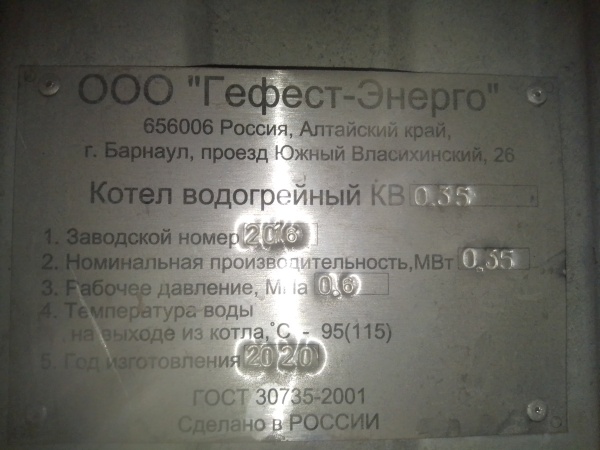 ООО "Гефест-Энерго"
656006 Россия, Алтайский край,
г. Барнаул, проезд Южный Власихинский, 26
Котел водогрейный КВ 0,35
1. Заводской номер 206
2. Номинальная производительность, МВт 0,35
3. Рабочее давление, МПа 0,6
4. Температура воды
на выходе из котла,°С - 95(115)
5. Год изготовления 2020
ГОСТ 30735-2001
Сделано в РОССИИ